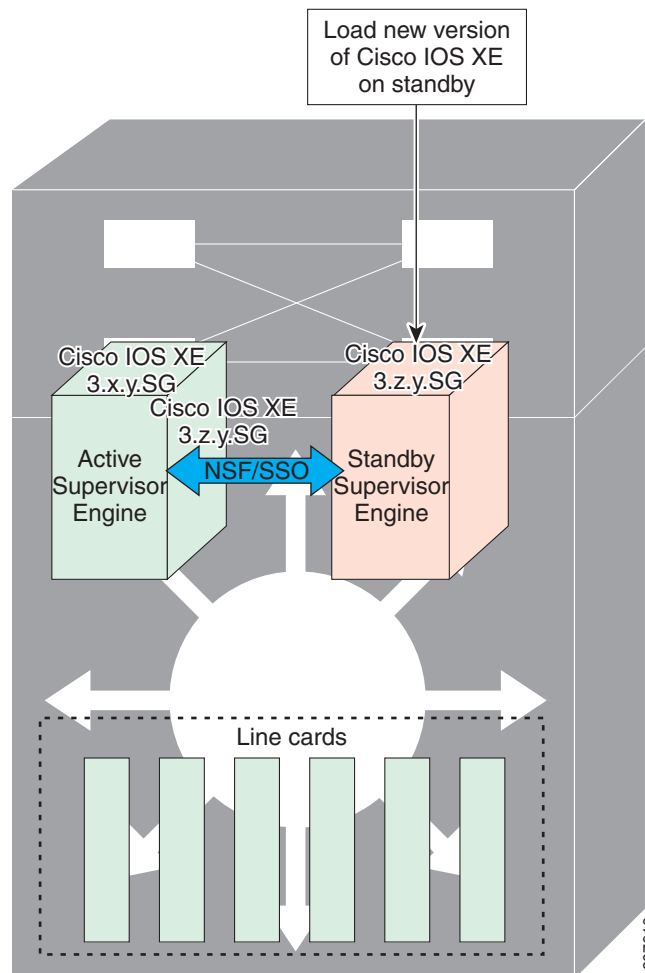 Load new version
of Cisco IOS XE
on standby
Cisco IOS XE
3.x.y.SG
Cisco IOS XE
3.z.y.SG
Cisco IOS XE
3.z.y.SG
Active
Supervisor
Engine
NSF/SSO
Standby
Supervisor
Engine
Line cards